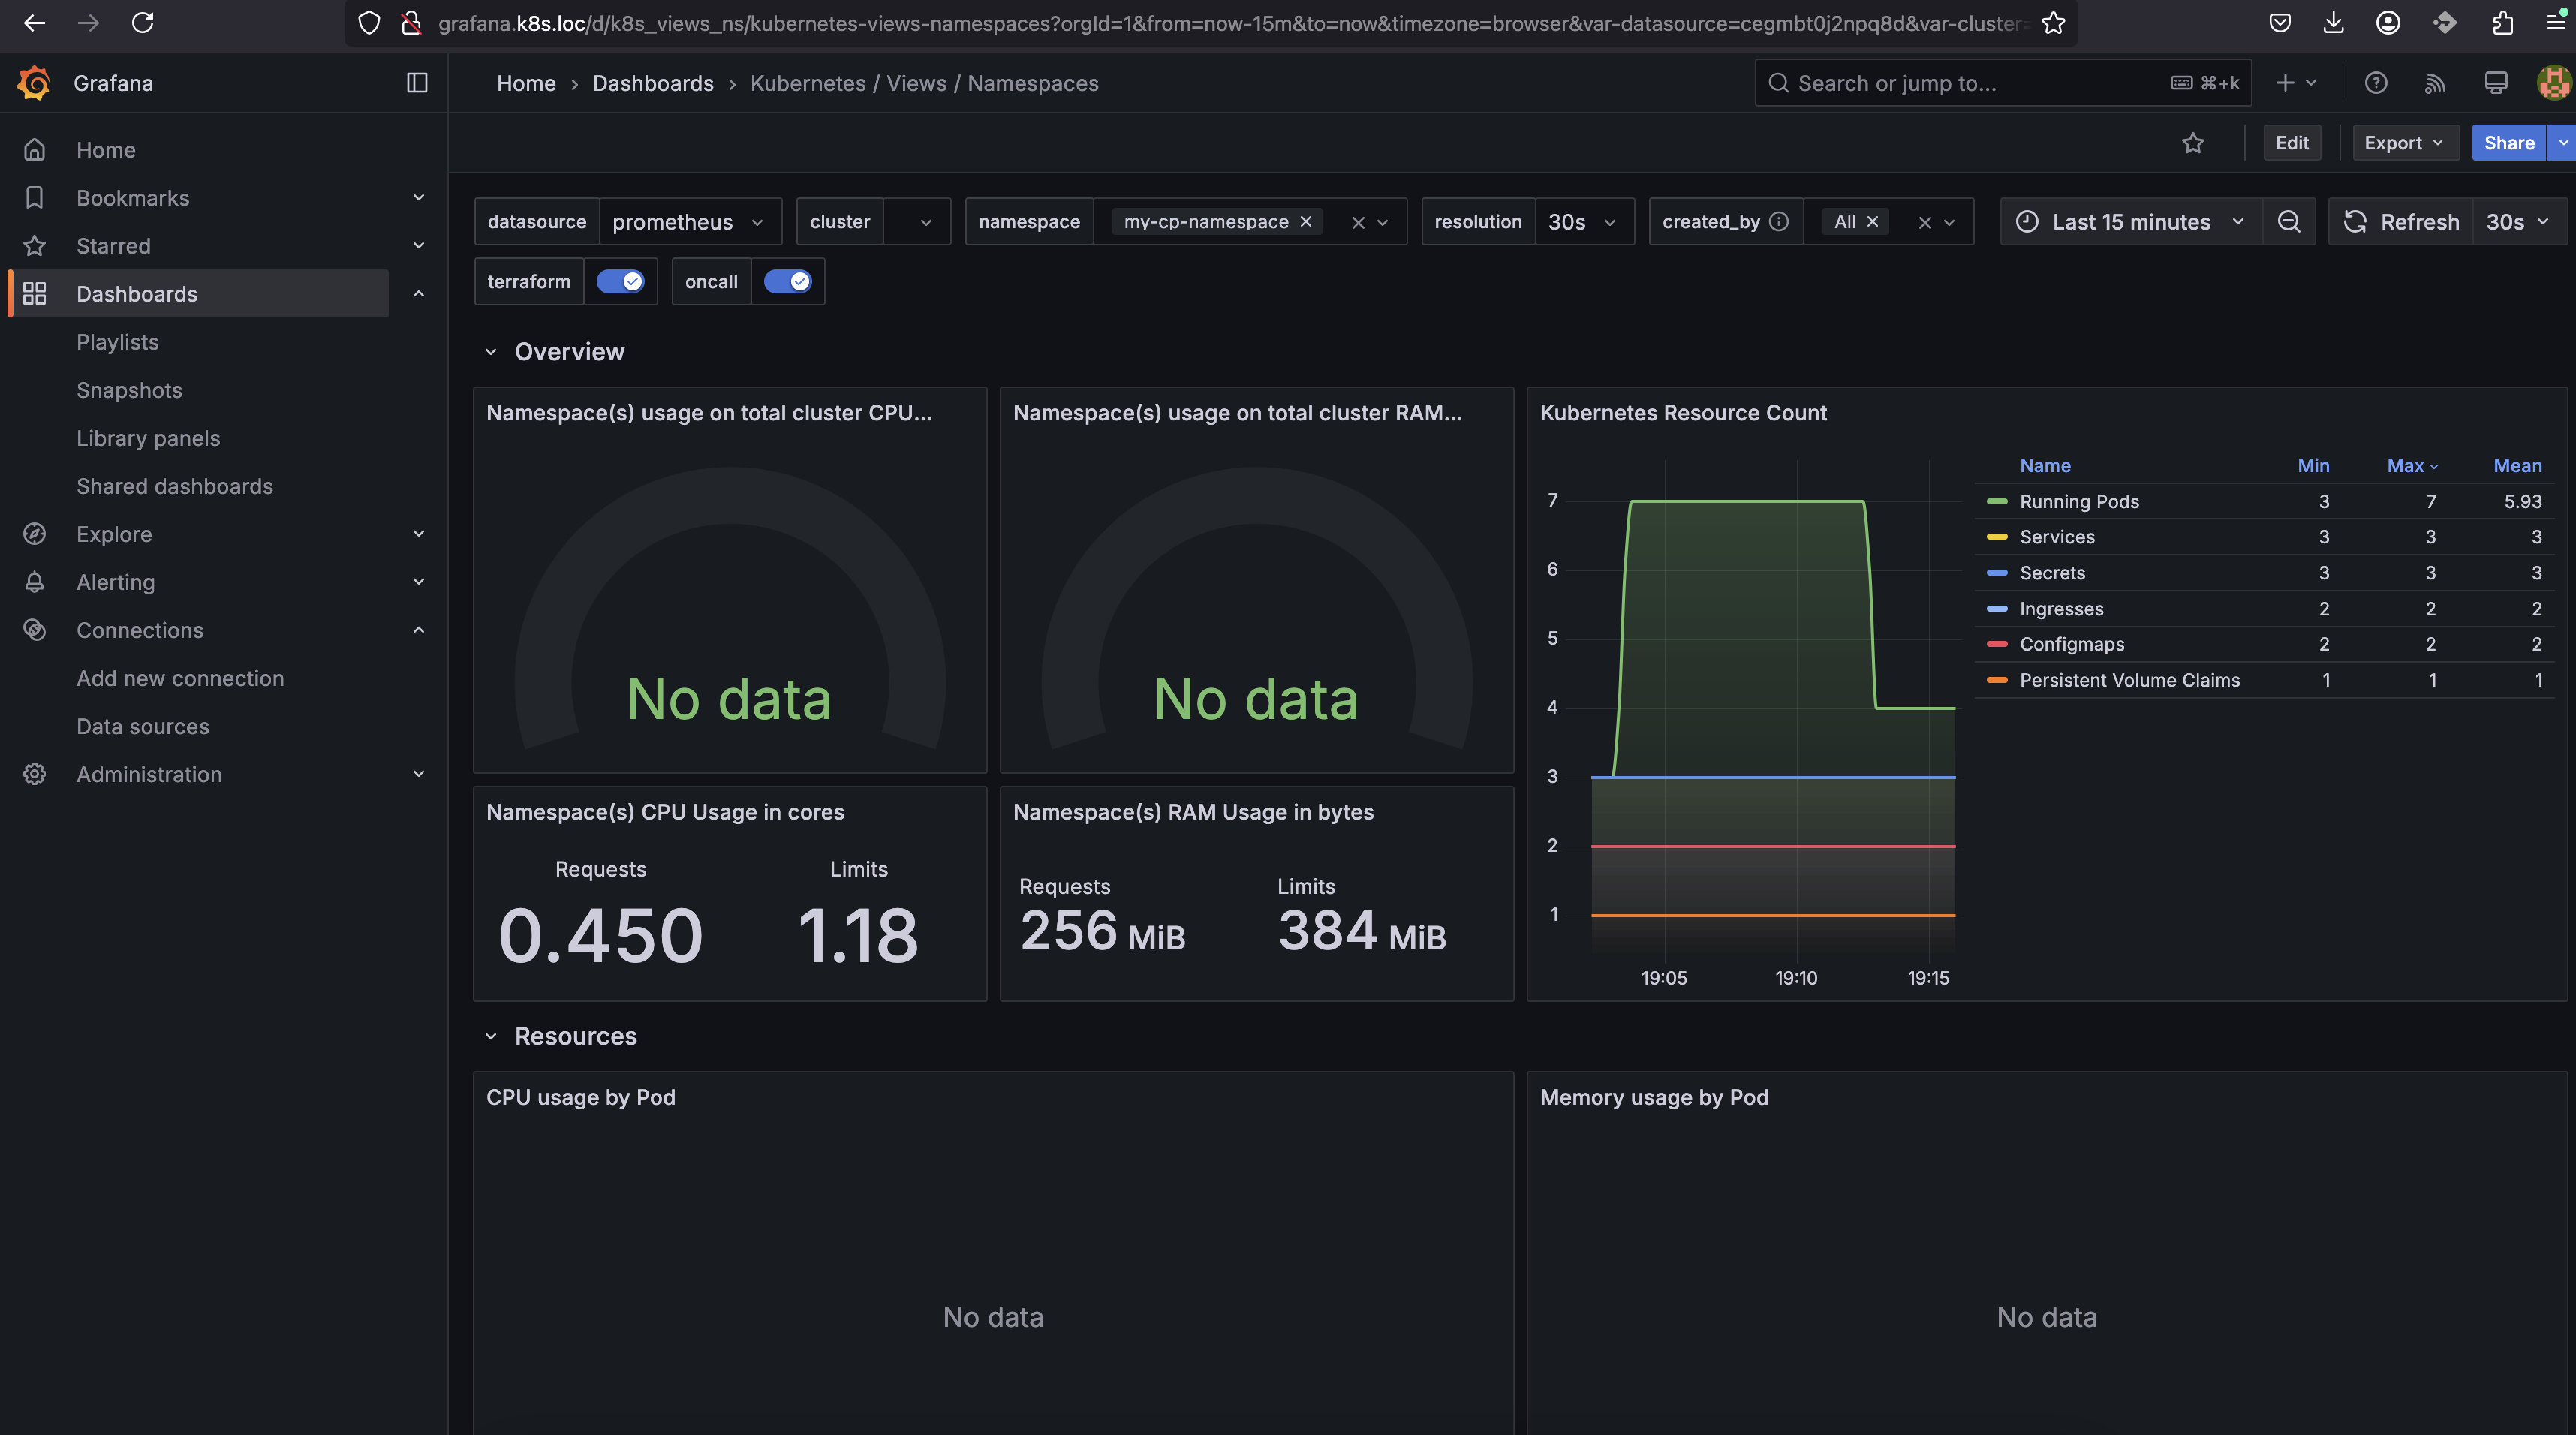 grafana.k8s.loc/d/k8s_views_ns/kubernetes-views-namespaces?orgId=1&from=now-15m&to=now&timezone=browser&var-datasource=cegmbt0j2npq8d&var-cluster=
Grafana
Home › Dashboards › Kubernetes / Views / Namespaces
Search or jump to... ⌘+k
Edit
Export
Share
Home
Bookmarks
Starred
Dashboards
Playlists
Snapshots
Library panels
Shared dashboards
Explore
Alerting
Connections
Add new connection
Data sources
Administration
datasource prometheus cluster namespace my-cp-namespace resolution 30s created_by All Last 15 minutes Refresh 30s
terraform oncall
Overview
Namespace(s) usage on total cluster CPU...
No data
Namespace(s) usage on total cluster RAM...
No data
Namespace(s) CPU Usage in cores
Requests Limits
0.450 1.18
Namespace(s) RAM Usage in bytes
Requests Limits
256 MiB 384 MiB
Kubernetes Resource Count
7
6
5
4
3
2
1
19:05 19:10 19:15
Name Min Max Mean
Running Pods 3 7 5.93
Services 3 3 3
Secrets 3 3 3
Ingresses 2 2 2
Configmaps 2 2 2
Persistent Volume Claims 1 1 1
Resources
CPU usage by Pod
No data
Memory usage by Pod
No data